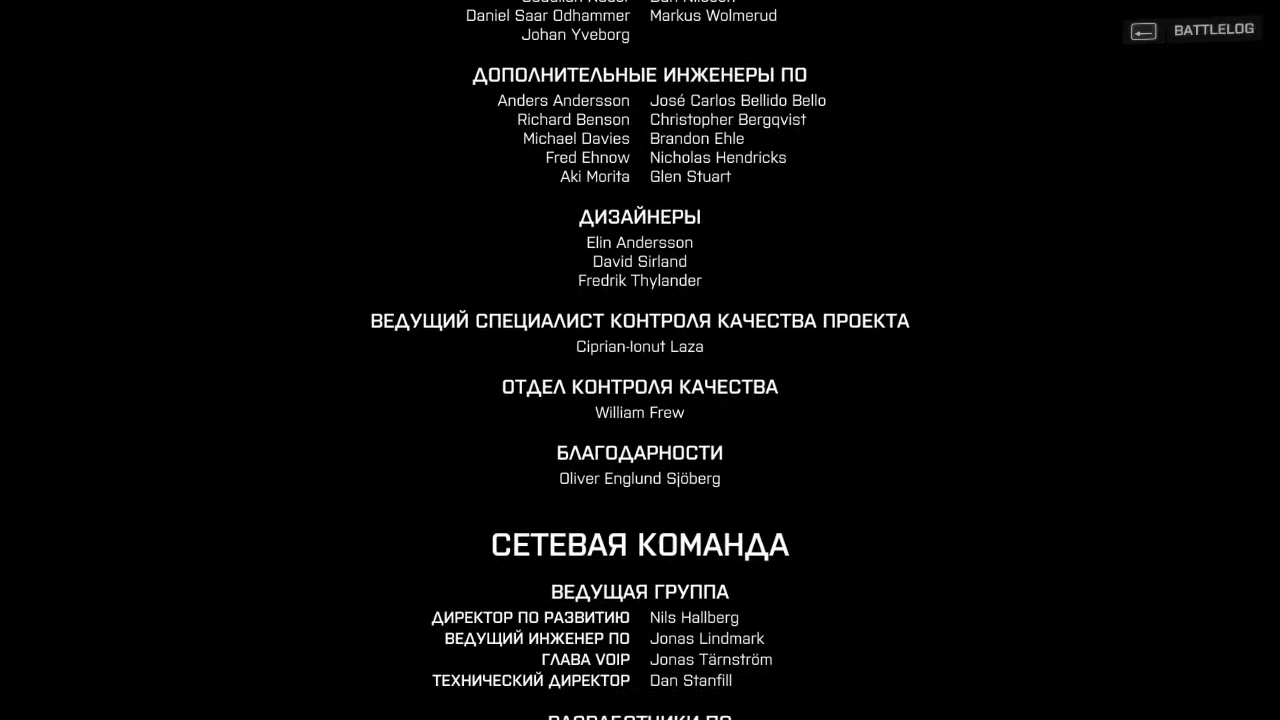 Daniel Saar Odhammer Markus Wolmerud
BATTLELOG
Johan Yveborg
ДОПОЛНИТЕЛЬНЫЕ ИНЖЕНЕРЫ ПО
Anders Andersson José Carlos Bellido Bello
Richard Benson Christopher Bergqvist
Michael Davies Brandon Ehle
Fred Ehnow Nicholas Hendricks
Aki Morita Glen Stuart
ДИЗАЙНЕРЫ
Elin Andersson
David Sirland
Fredrik Thylander
ВЕДУЩИЙ СПЕЦИАЛИСТ КОНТРОЛЯ КАЧЕСТВА ПРОЕКТА
Ciprian-Ionut Laza
ОТДЕЛ КОНТРОЛЯ КАЧЕСТВА
William Frew
БЛАГОДАРНОСТИ
Oliver Englund Sjöberg
СЕТЕВАЯ КОМАНДА
ВЕДУЩАЯ ГРУППА
ДИРЕКТОР ПО РАЗВИТИЮ Nils Hallberg
ВЕДУЩИЙ ИНЖЕНЕР ПО Jonas Lindmark
ГЛАВА VOIP Jonas Tärnström
ТЕХНИЧЕСКИЙ ДИРЕКТОР Dan Stanfill